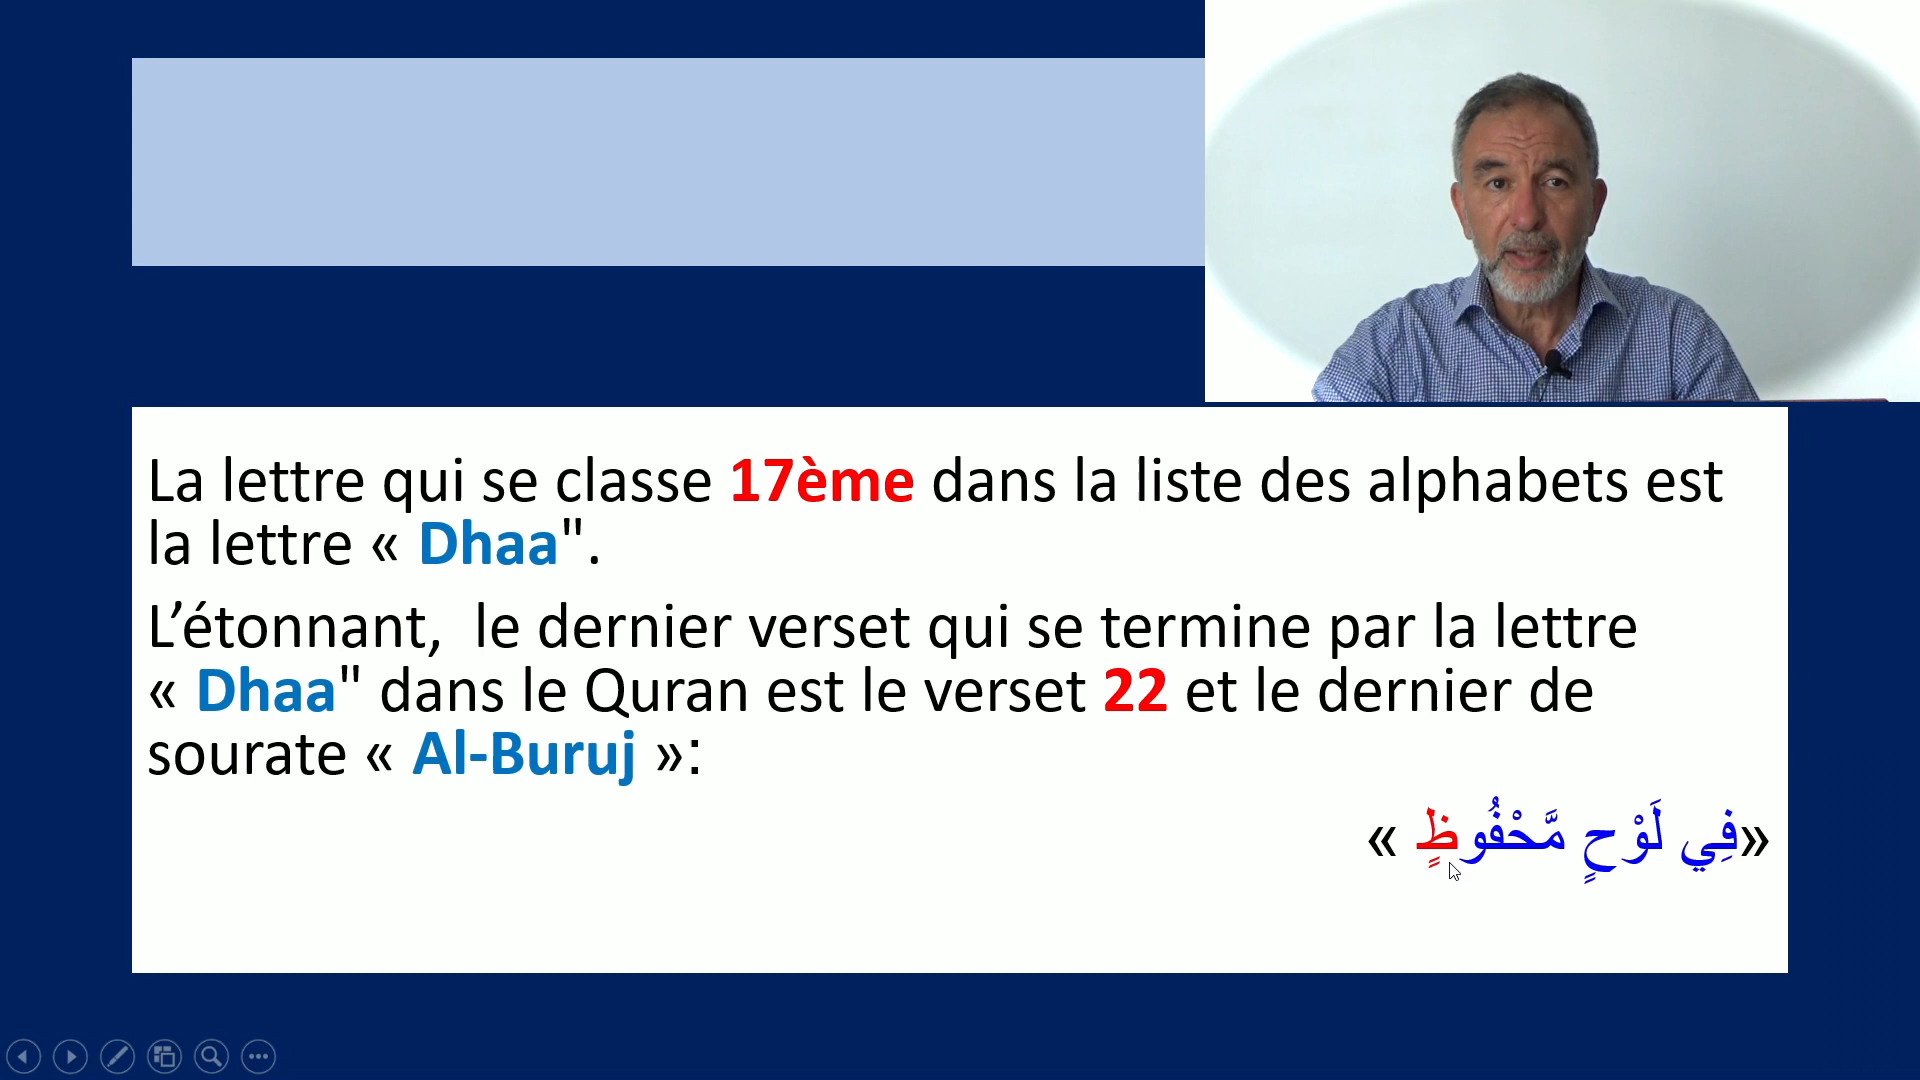 La lettre qui se classe 17ème dans la liste des alphabets est
la lettre « Dhaa".
L’étonnant,  le dernier verset qui se termine par la lettre
« Dhaa" dans le Quran est le verset 22 et le dernier de
sourate « Al-Buruj »:
«فِي لَوْحٍ مَّحْفُوظٍ »